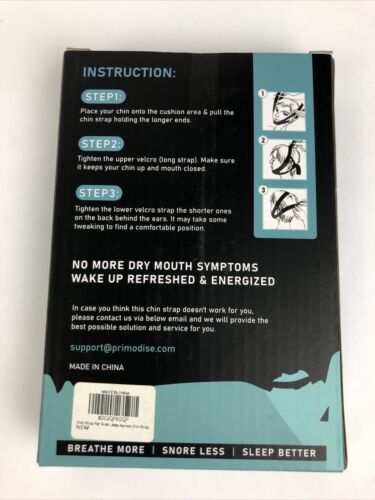 INSTRUCTION:
STEP1:
Place your chin onto the cushion area & pull the
chin strap holding the longer ends.
STEP2:
Tighten the upper velcro (long strap). Make sure
it keeps your chin up and mouth closed.
STEP3:
Tighten the lower velcro strap the shorter ones
on the back behind the ears. It may take some
tweaking to find a comfortable position.
1
2
3
NO MORE DRY MOUTH SYMPTOMS
WAKE UP REFRESHED & ENERGIZED
In case you think this chin strap doesn't work for you,
please contact us via below email and we will provide the
best possible solution and service for you.
support@primodise.com
MADE IN CHINA
NEW
BREATHE MORE | SNORE LESS | SLEEP BETTER